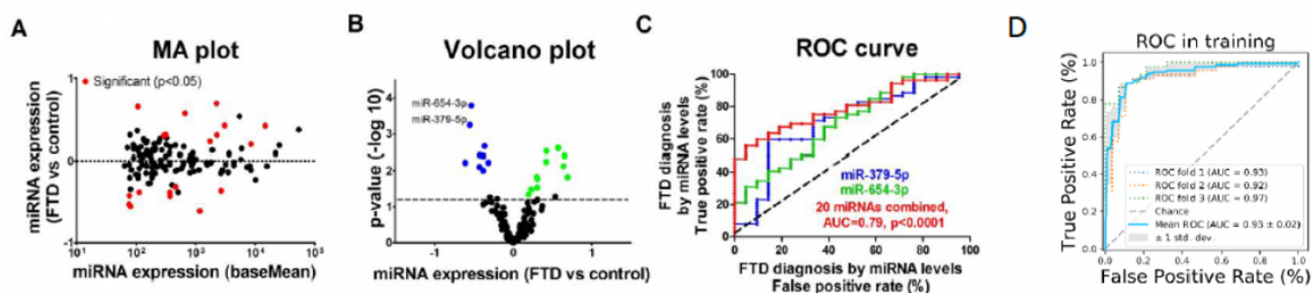 A
MA plot
1
Significant (p<0.05)
0
-1
10¹ 10² 10³ 10⁴ 10⁵
miRNA expression
(FTD vs control)
miRNA expression (baseMean)
B
Volcano plot
miR-654-3p
miR-379-5p
4
3
2
1
0
-1 0 1
p-value (-log 10)
miRNA expression (FTD vs control)
C
ROC curve
100
80
60
40
20
0
0 20 40 60 80 100
FTD diagnosis
by miRNA levels
True positive rate (%)
miR-379-5p
miR-654-3p
20 miRNAs combined,
AUC=0.79, p<0.0001
FTD diagnosis by miRNA levels
False positive rate (%)
D
ROC in training
1.0
0.8
0.6
0.4
0.2
0.0
0.0 0.2 0.4 0.6 0.8 1.0
True Positive Rate (%)
ROC fold 1 (AUC = 0.93)
ROC fold 2 (AUC = 0.92)
ROC fold 3 (AUC = 0.97)
Chance
Mean ROC (AUC = 0.93 ± 0.02)
± 1 std. dev.
False Positive Rate (%)